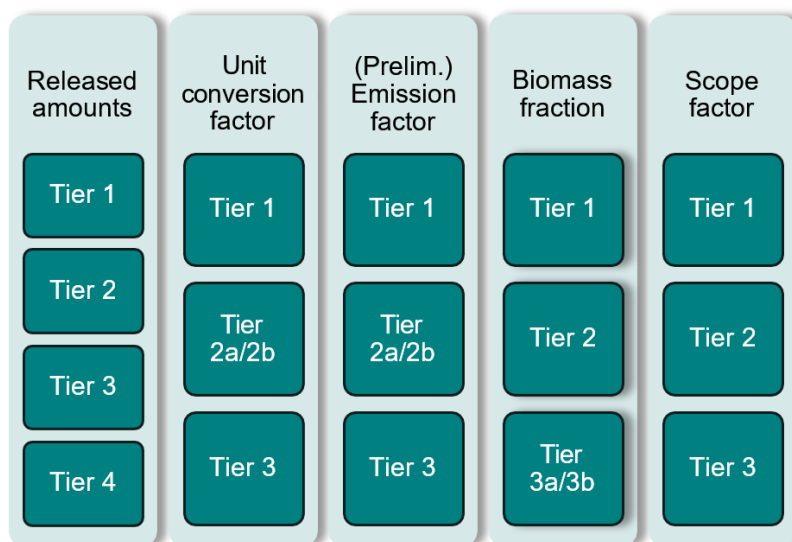 Released
amounts
Tier 1
Tier 2
Tier 3
Tier 4
Unit
conversion
factor
Tier 1
Tier
2a/2b
Tier 3
(Prelim.)
Emission
factor
Tier 1
Tier
2a/2b
Tier 3
Biomass
fraction
Tier 1
Tier 2
Tier
3a/3b
Scope
factor
Tier 1
Tier 2
Tier 3